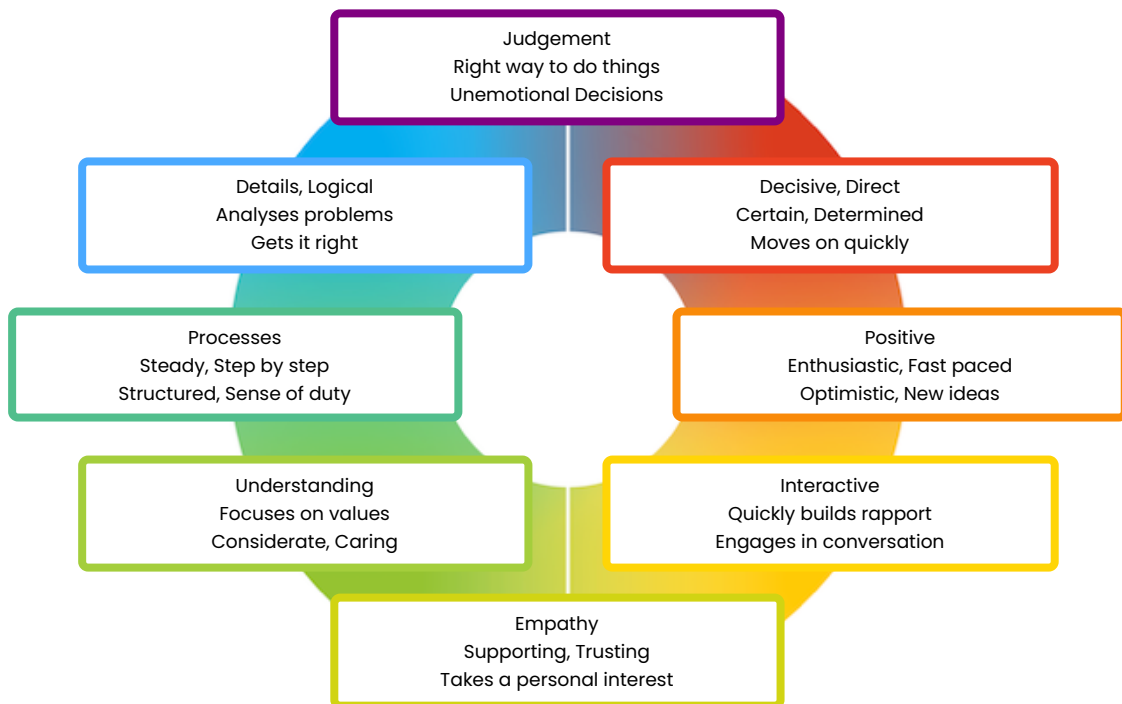 Judgement
Right way to do things
Unemotional Decisions
Details, Logical
Analyses problems
Gets it right
Decisive, Direct
Certain, Determined
Moves on quickly
Processes
Steady, Step by step
Structured, Sense of duty
Positive
Enthusiastic, Fast paced
Optimistic, New ideas
Understanding
Focuses on values
Considerate, Caring
Interactive
Quickly builds rapport
Engages in conversation
Empathy
Supporting, Trusting
Takes a personal interest